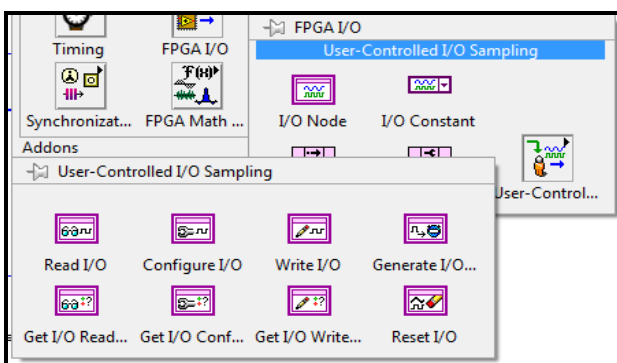 FPGA I/O
Timing FPGA I/O
User-Controlled I/O Sampling
Synchronizat... FPGA Math ...
I/O Node I/O Constant
Addons
User-Control...
User-Controlled I/O Sampling
Read I/O Configure I/O Write I/O Generate I/O...
Get I/O Read... Get I/O Conf... Get I/O Write... Reset I/O